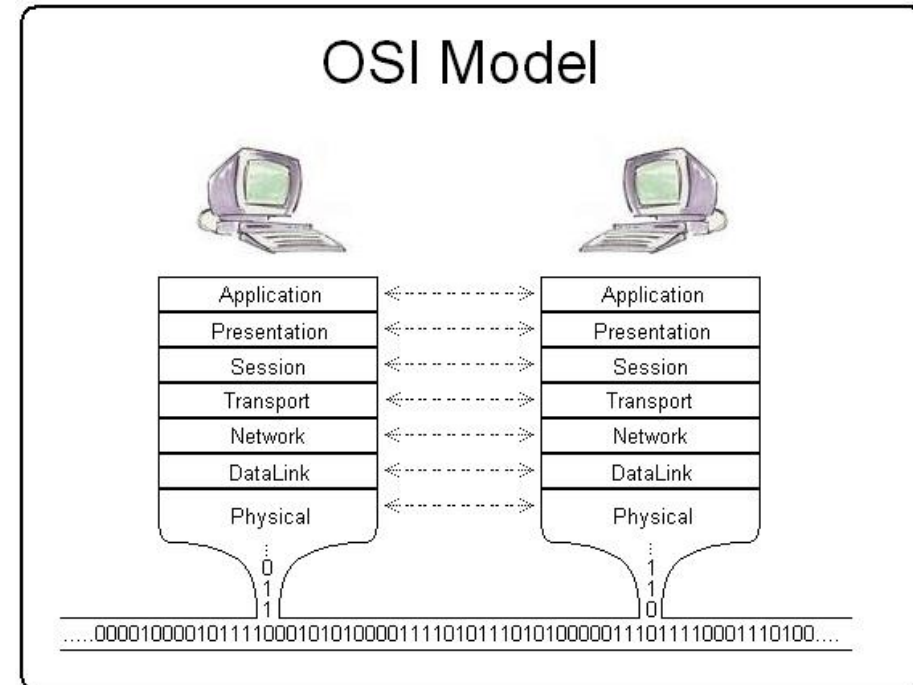 OSI Model
Application
Presentation
Session
Transport
Network
DataLink
Physical
:
0
1
1
Application
Presentation
Session
Transport
Network
DataLink
Physical
:
1
1
0
.....0000100001011110001010100001111010111010100000111011110001110100....